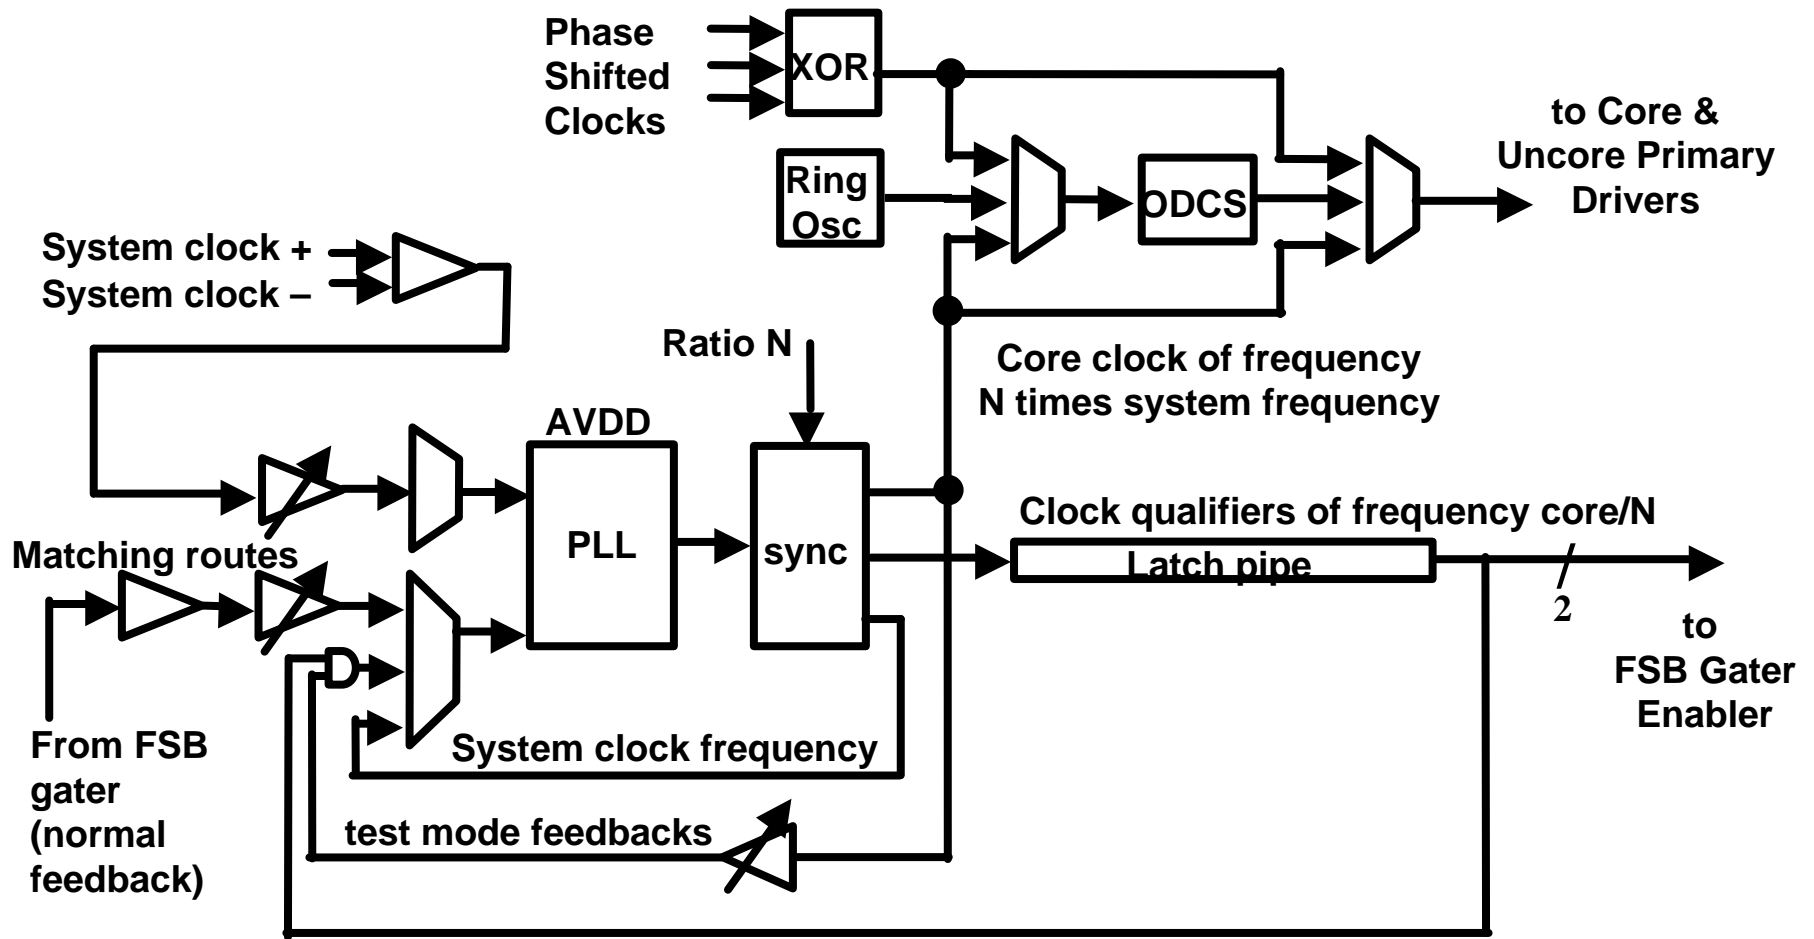 Phase
Shifted
Clocks
XOR
to Core &
Uncore Primary
Drivers
Ring
Osc
ODCS
System clock +
System clock –
Ratio N
Core clock of frequency
N times system frequency
AVDD
PLL
sync
Clock qualifiers of frequency core/N
Latch pipe
2
Matching routes
to
FSB Gater
Enabler
From FSB
gater
(normal
feedback)
System clock frequency
test mode feedbacks